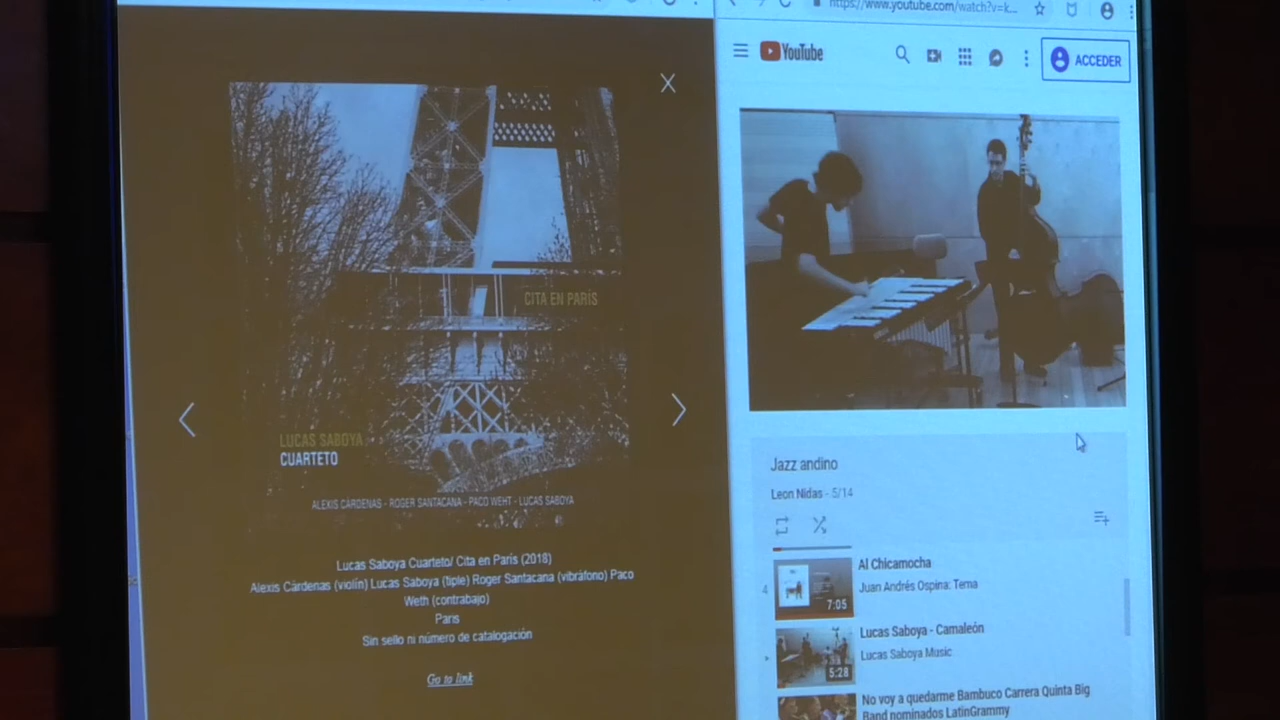 CITA EN PARÍS
LUCAS SABOYA
CUARTETO
ALEXIS CÁRDENAS - ROGER SANTACANA - PACO WEHT - LUCAS SABOYA
Lucas Saboya Cuarteto/ Cita en París (2018)
Alexis Cárdenas (violín) Lucas Saboya (tiple) Roger Santacana (vibráfono) Paco
Weth (contrabajo)
Paris
Sin sello ni número de catalogación
Go to link
https://www.youtube.com/watch?v=k...
YouTube
ACCEDER
Jazz andino
Leon Nidas - 5/14
4
7:05
Al Chicamocha
Juan Andrés Ospina: Tema
5:28
Lucas Saboya - Camaleón
Lucas Saboya Music
No voy a quedarme Bambuco Carrera Quinta Big
Band nominados LatinGrammy